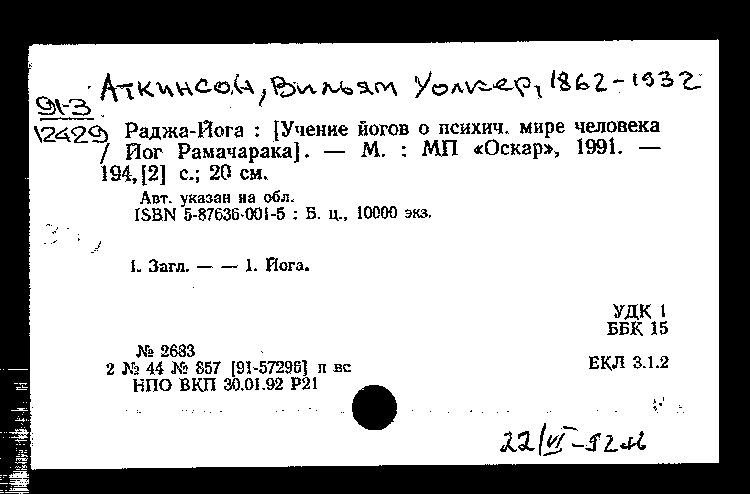 Аткинсон, Вильям Уолкер, 1862-1932
91-3
12429
Раджа-Йога : [Учение йогов о психич. мире человека
/ Йог Рамачарака]. — М. : МП «Оскар», 1991. —
194,[2] с.; 20 см.
Авт. указан на обл.
ISBN 5-87636-001-5 : Б. ц., 10000 экз.
1. Загл. — — 1. Йога.
УДК 1
ББК 15
№ 2683
2 № 44 № 857 [91-57296] п вс
ЕКЛ 3.1.2
НПО ВКП 30.01.92 Р21
22/VI-92